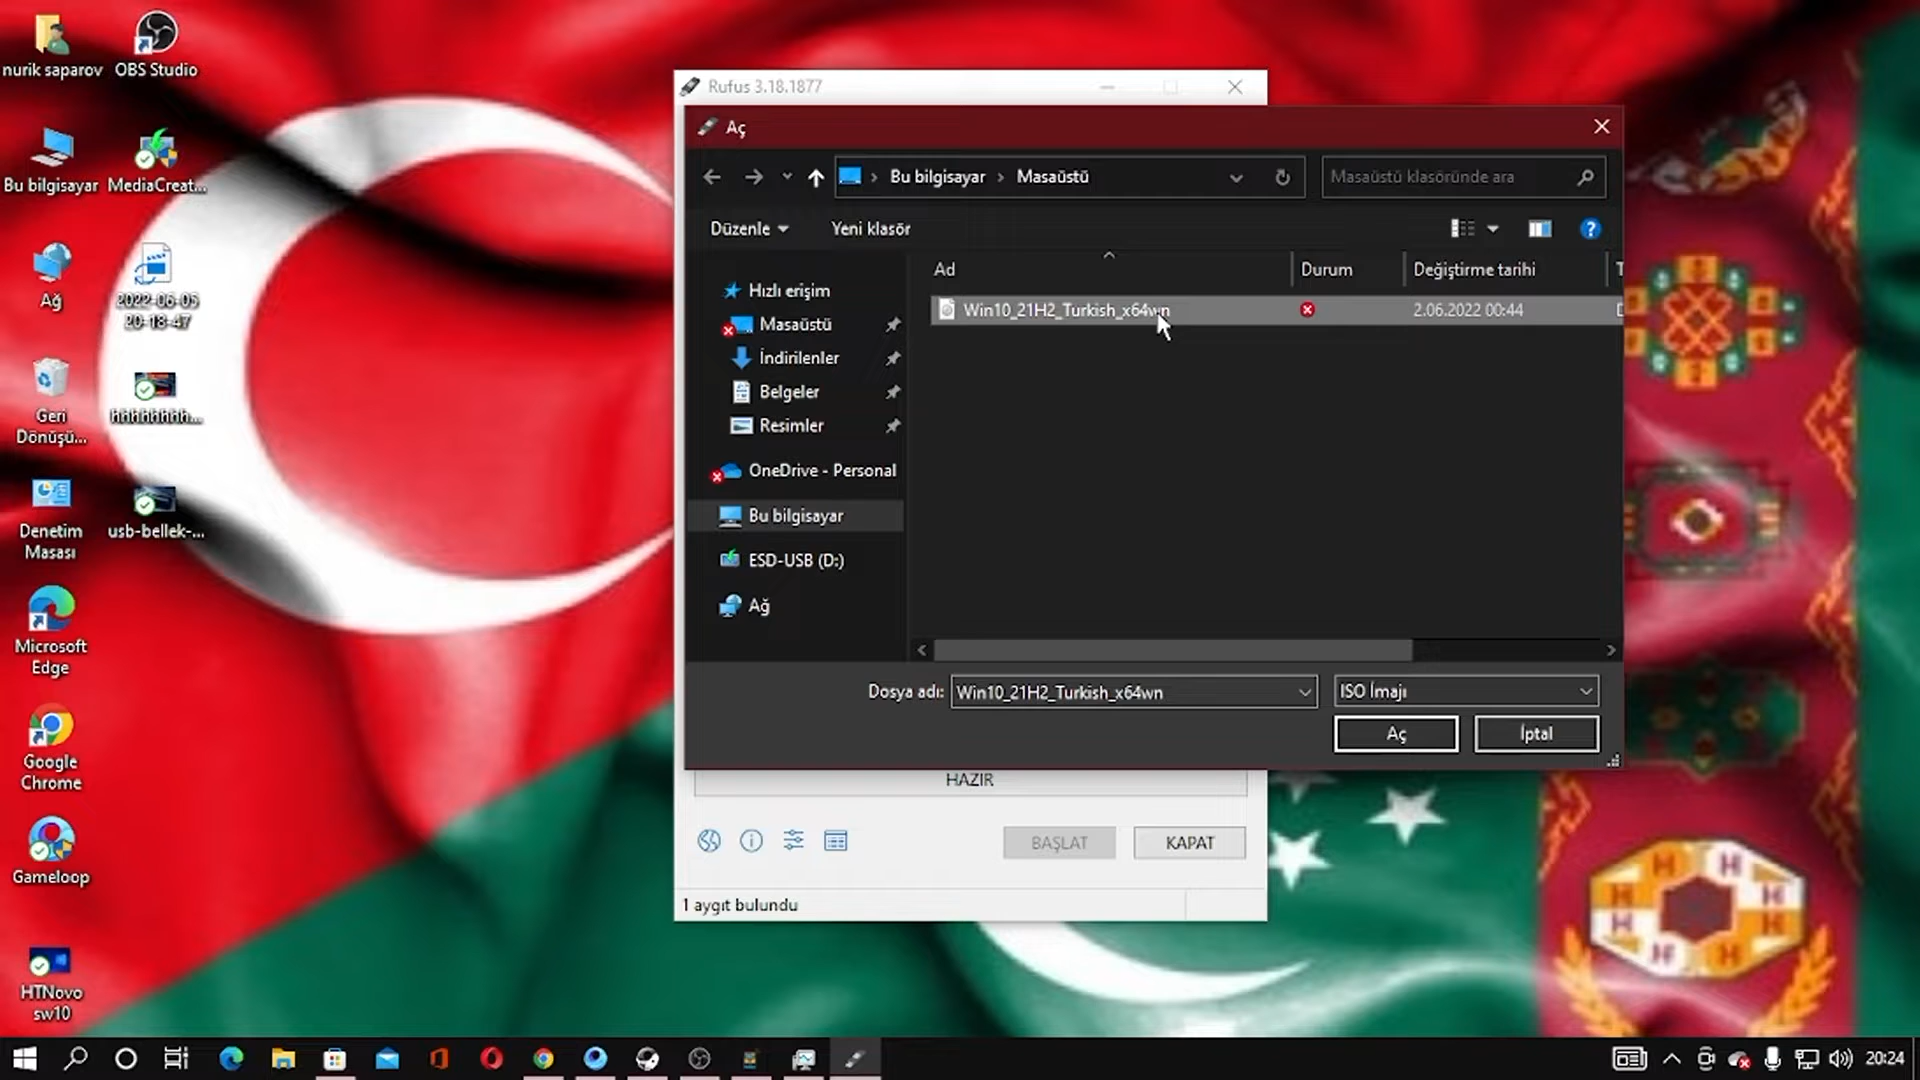 nurik saparov
OBS Studio
Bu bilgisayar
MediaCreat...
Ağ
2022-06-05
20-18-47
Geri
Dönüşü...
hhhhhhhh...
Denetim
Masası
usb-bellek-...
Microsoft
Edge
Google
Chrome
Gameloop
HTNovo
sw10
Rufus 3.18.1877
Aç
Bu bilgisayar
Masaüstü
Masaüstü klasöründe ara
Düzenle
Yeni klasör
Ad
Durum
Değiştirme tarihi
Hızlı erişim
Masaüstü
İndirilenler
Belgeler
Resimler
OneDrive - Personal
Bu bilgisayar
ESD-USB (D:)
Ağ
Win10_21H2_Turkish_x64wn
2.06.2022 00:44
Dosya adı:
Win10_21H2_Turkish_x64wn
ISO İmajı
Aç
İptal
HAZIR
BAŞLAT
KAPAT
1 aygıt bulundu
20:24